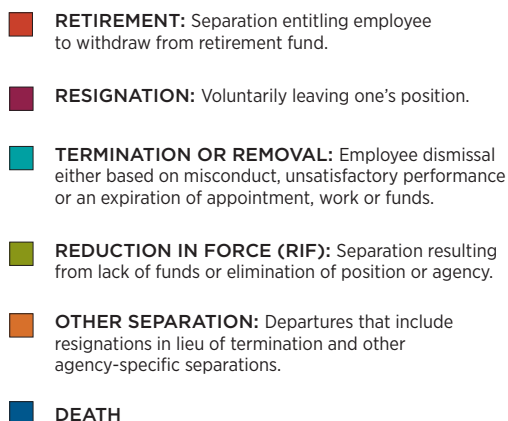 RETIREMENT: Separation entitling employee
to withdraw from retirement fund.
RESIGNATION: Voluntarily leaving one's position.
TERMINATION OR REMOVAL: Employee dismissal
either based on misconduct, unsatisfactory performance
or an expiration of appointment, work or funds.
REDUCTION IN FORCE (RIF): Separation resulting
from lack of funds or elimination of position or agency.
OTHER SEPARATION: Departures that include
resignations in lieu of termination and other
agency-specific separations.
DEATH